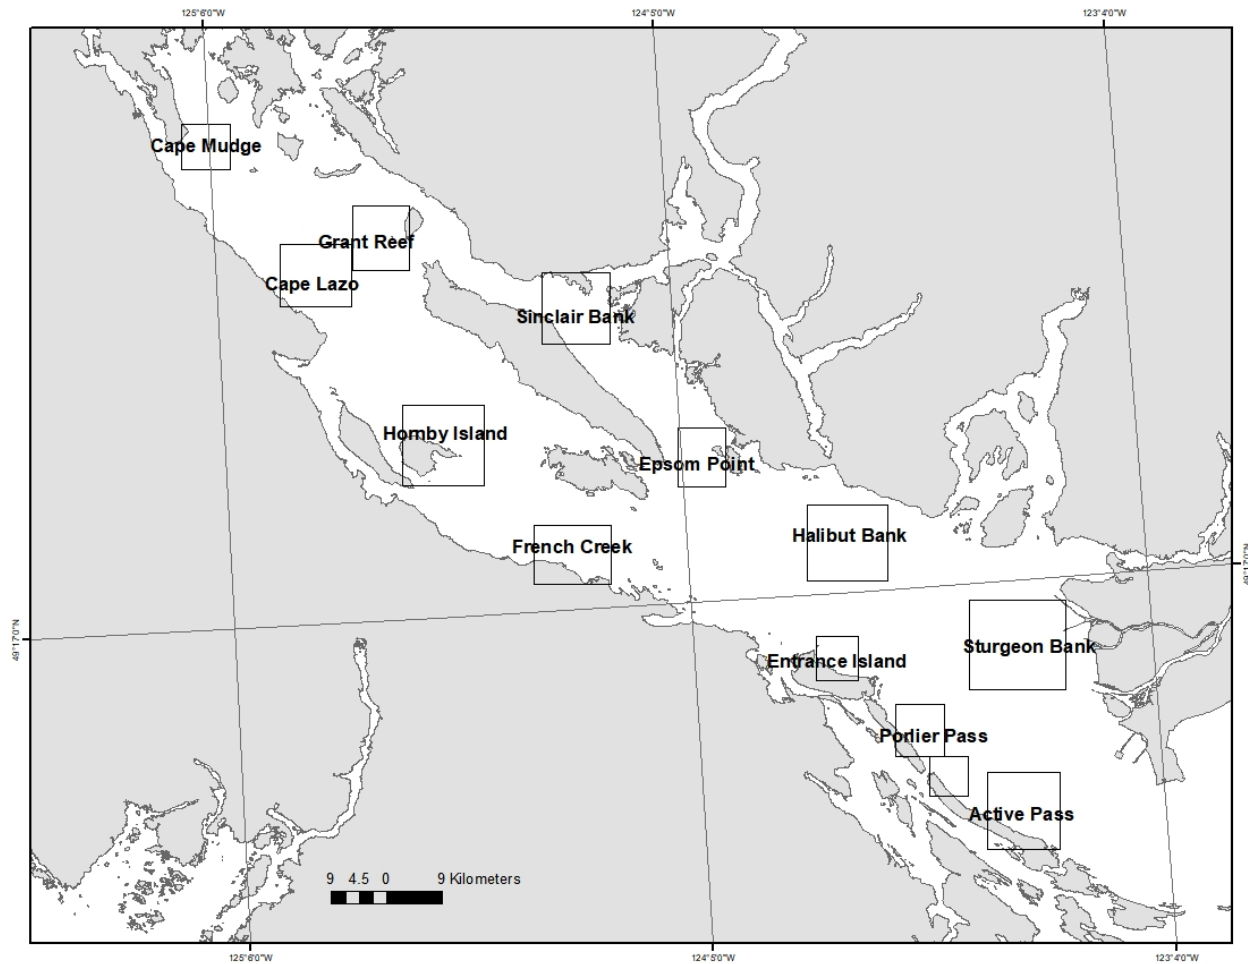 125°6'0"W 124°5'0"W 123°4'0"W
Cape Mudge
Grant Reef
Cape Lazo
Sinclair Bank
Hornby Island
Epsom Point
Halibut Bank
French Creek
49°17'0"N
49°17'0"N
Sturgeon Bank
Entrance Island
Porlier Pass
Active Pass
9 4.5 0 9 Kilometers
125°6'0"W 124°5'0"W 123°4'0"W